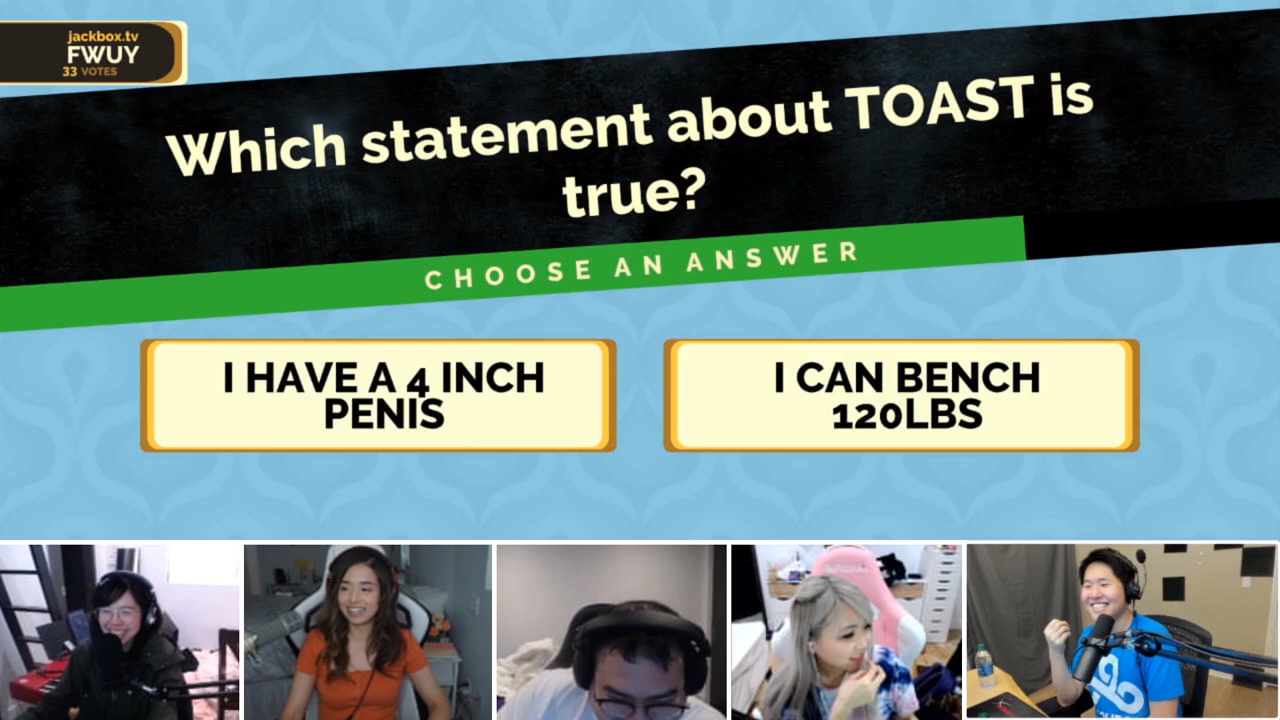 jackbox.tv
FWUY
33 VOTES
Which statement about TOAST is
true?
CHOOSE AN ANSWER
I HAVE A 4 INCH
PENIS
I CAN BENCH
120LBS